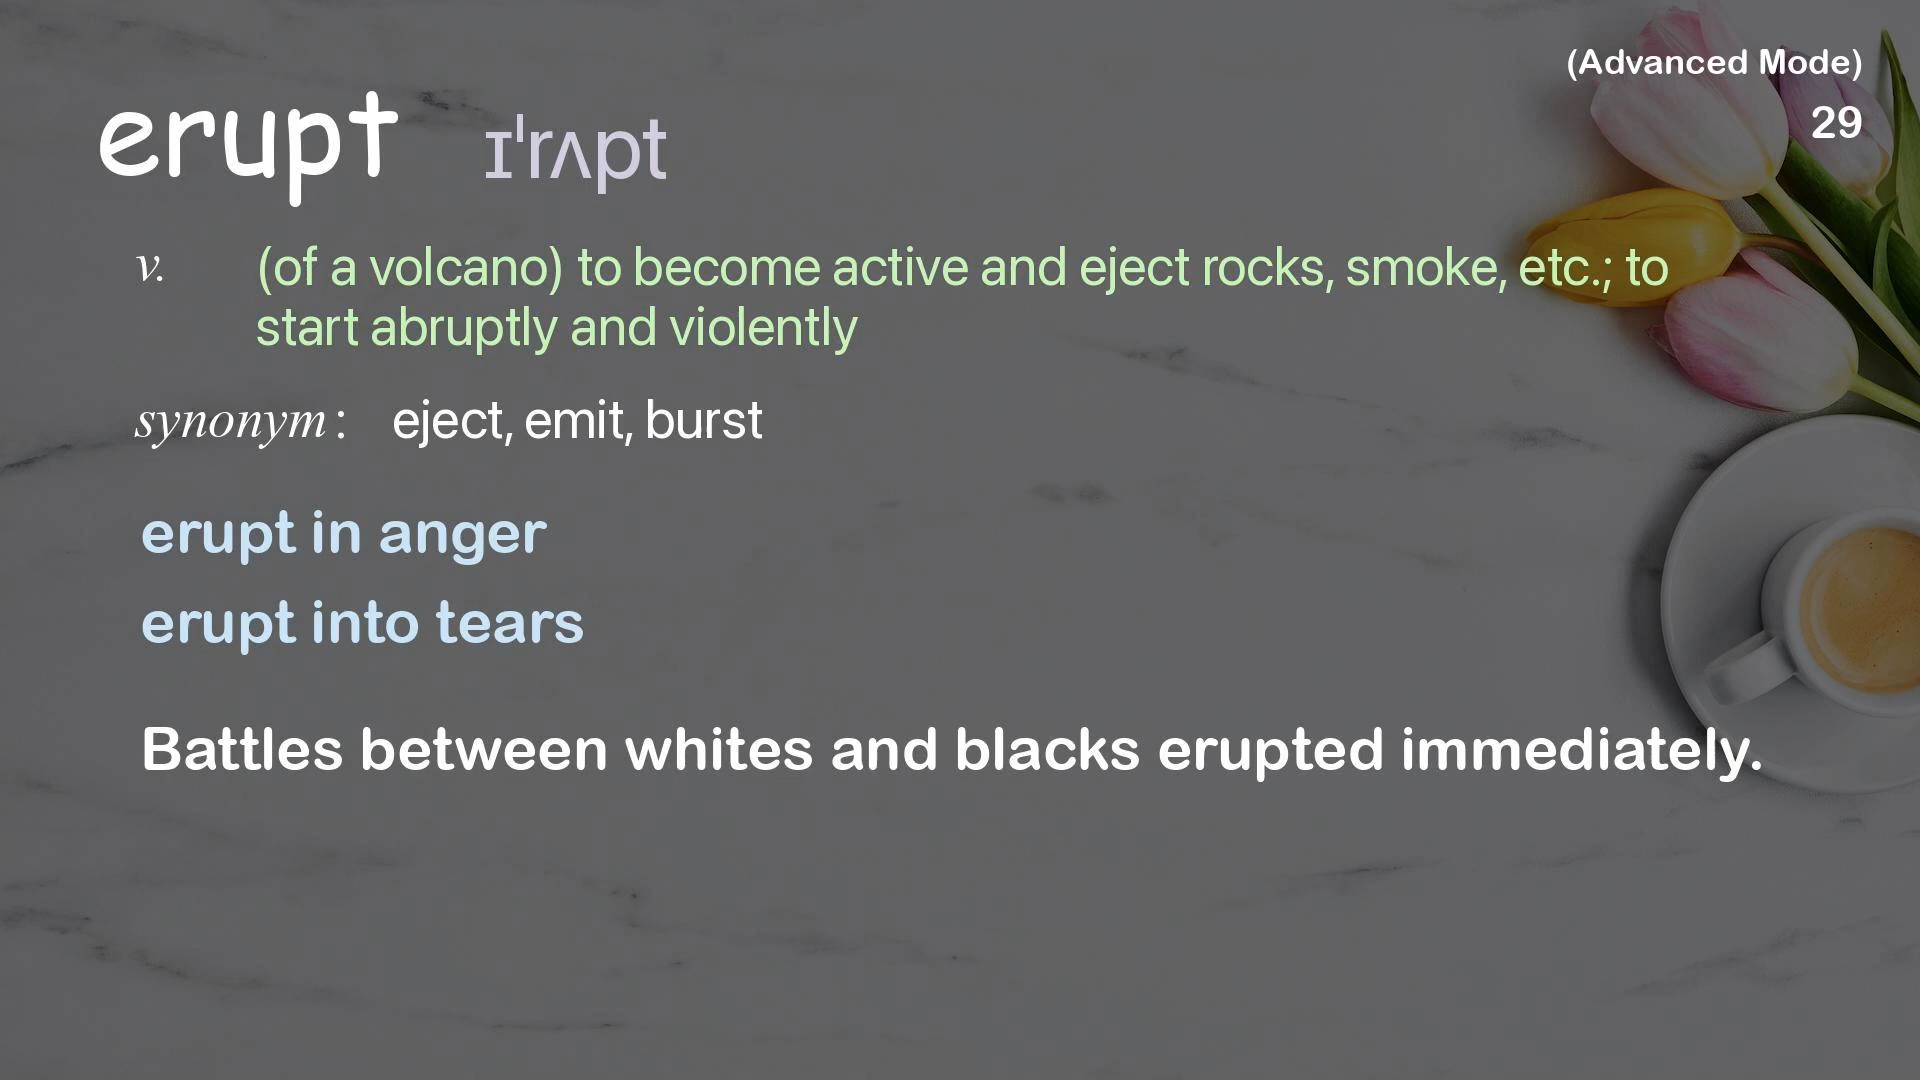 (Advanced Mode)
29
erupt ɪˈrʌpt
v. (of a volcano) to become active and eject rocks, smoke, etc.; to
start abruptly and violently
synonym: eject, emit, burst
erupt in anger
erupt into tears
Battles between whites and blacks erupted immediately.